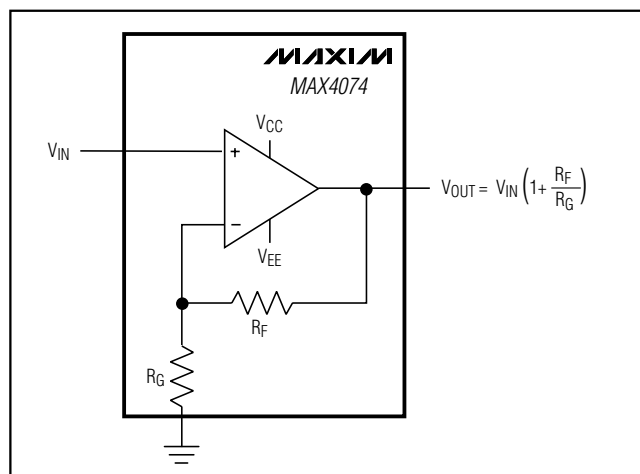 MAXIM
MAX4074
VCC
VIN
+
VOUT = VIN (1+ RF/RG)
−
VEE
RF
RG